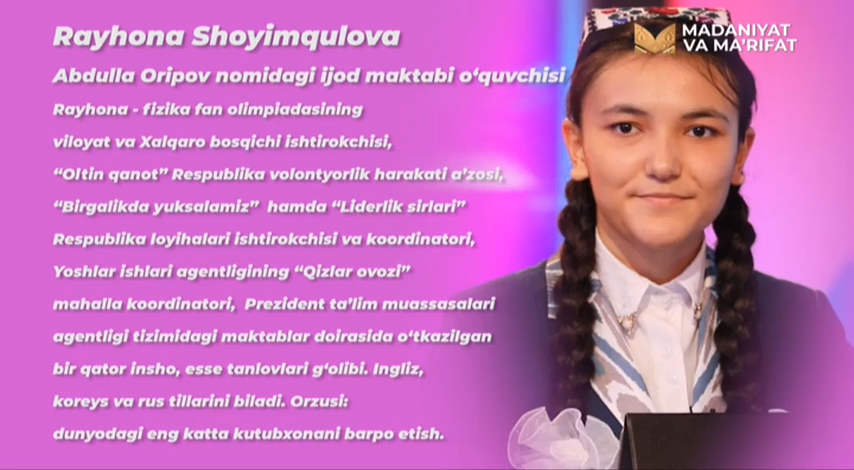 Rayhona Shoyimqulova
MADANIYAT
VA MA'RIFAT
Abdulla Oripov nomidagi ijod maktabi o‘quvchisi
Rayhona - fizika fan olimpiadasining
viloyat va Xalqaro bosqichi ishtirokchisi,
“Oltin qanot” Respublika volontyorlik harakati a’zosi,
“Birgalikda yuksalamiz” hamda “Liderlik sirlari”
Respublika loyihalari ishtirokchisi va koordinatori,
Yoshlar ishlari agentligining “Qizlar ovozi”
mahalla koordinatori, Prezident ta’lim muassasalari
agentligi tizimidagi maktablar doirasida o‘tkazilgan
bir qator insho, esse tanlovlari g‘olibi. Ingliz,
koreys va rus tillarini biladi. Orzusi:
dunyodagi eng katta kutubxonani barpo etish.